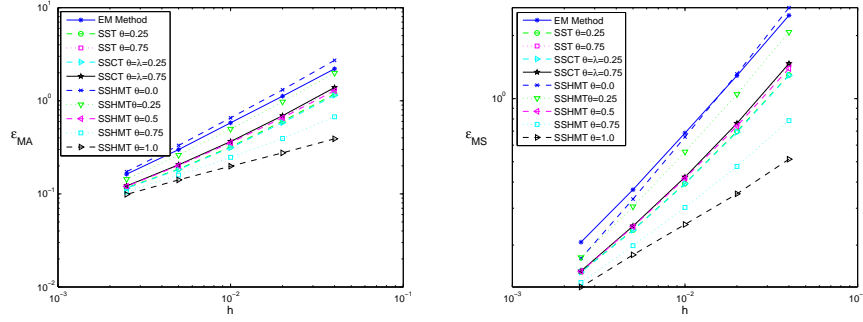 10^1
10^0
10^-1
10^-2
ε_MA
EM Method
SST θ=0.25
SST θ=0.75
SSCT θ=λ=0.25
SSCT θ=λ=0.75
SSHMT θ=0.0
SSHMTθ=0.25
SSHMT θ=0.5
SSHMT θ=0.75
SSHMT θ=1.0
10^-3
10^-2
10^-1
h
10^0
ε_MS
EM Method
SST θ=0.25
SST θ=0.75
SSCT θ=λ=0.25
SSCT θ=λ=0.75
SSHMT θ=0.0
SSHMTθ=0.25
SSHMT θ=0.5
SSHMT θ=0.75
SSHMT θ=1.0
10^-3
10^-2
10^-1
h